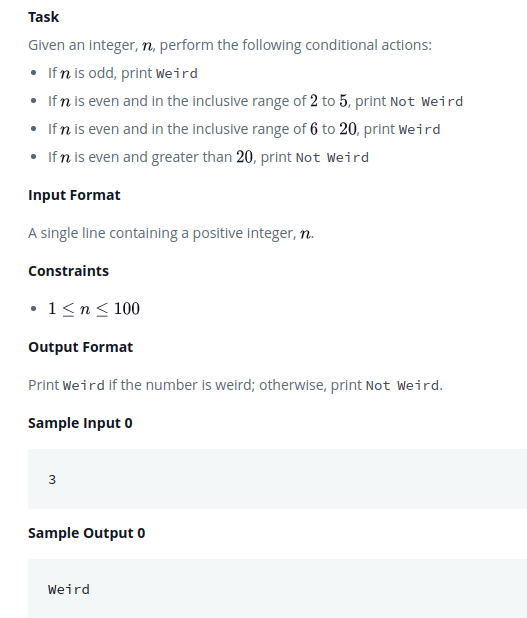 Task
Given an integer, n, perform the following conditional actions:
• If n is odd, print Weird
• If n is even and in the inclusive range of 2 to 5, print Not Weird
• If n is even and in the inclusive range of 6 to 20, print Weird
• If n is even and greater than 20, print Not Weird
Input Format
A single line containing a positive integer, n.
Constraints
• 1 ≤ n ≤ 100
Output Format
Print Weird if the number is weird; otherwise, print Not Weird.
Sample Input 0
3
Sample Output 0
Weird